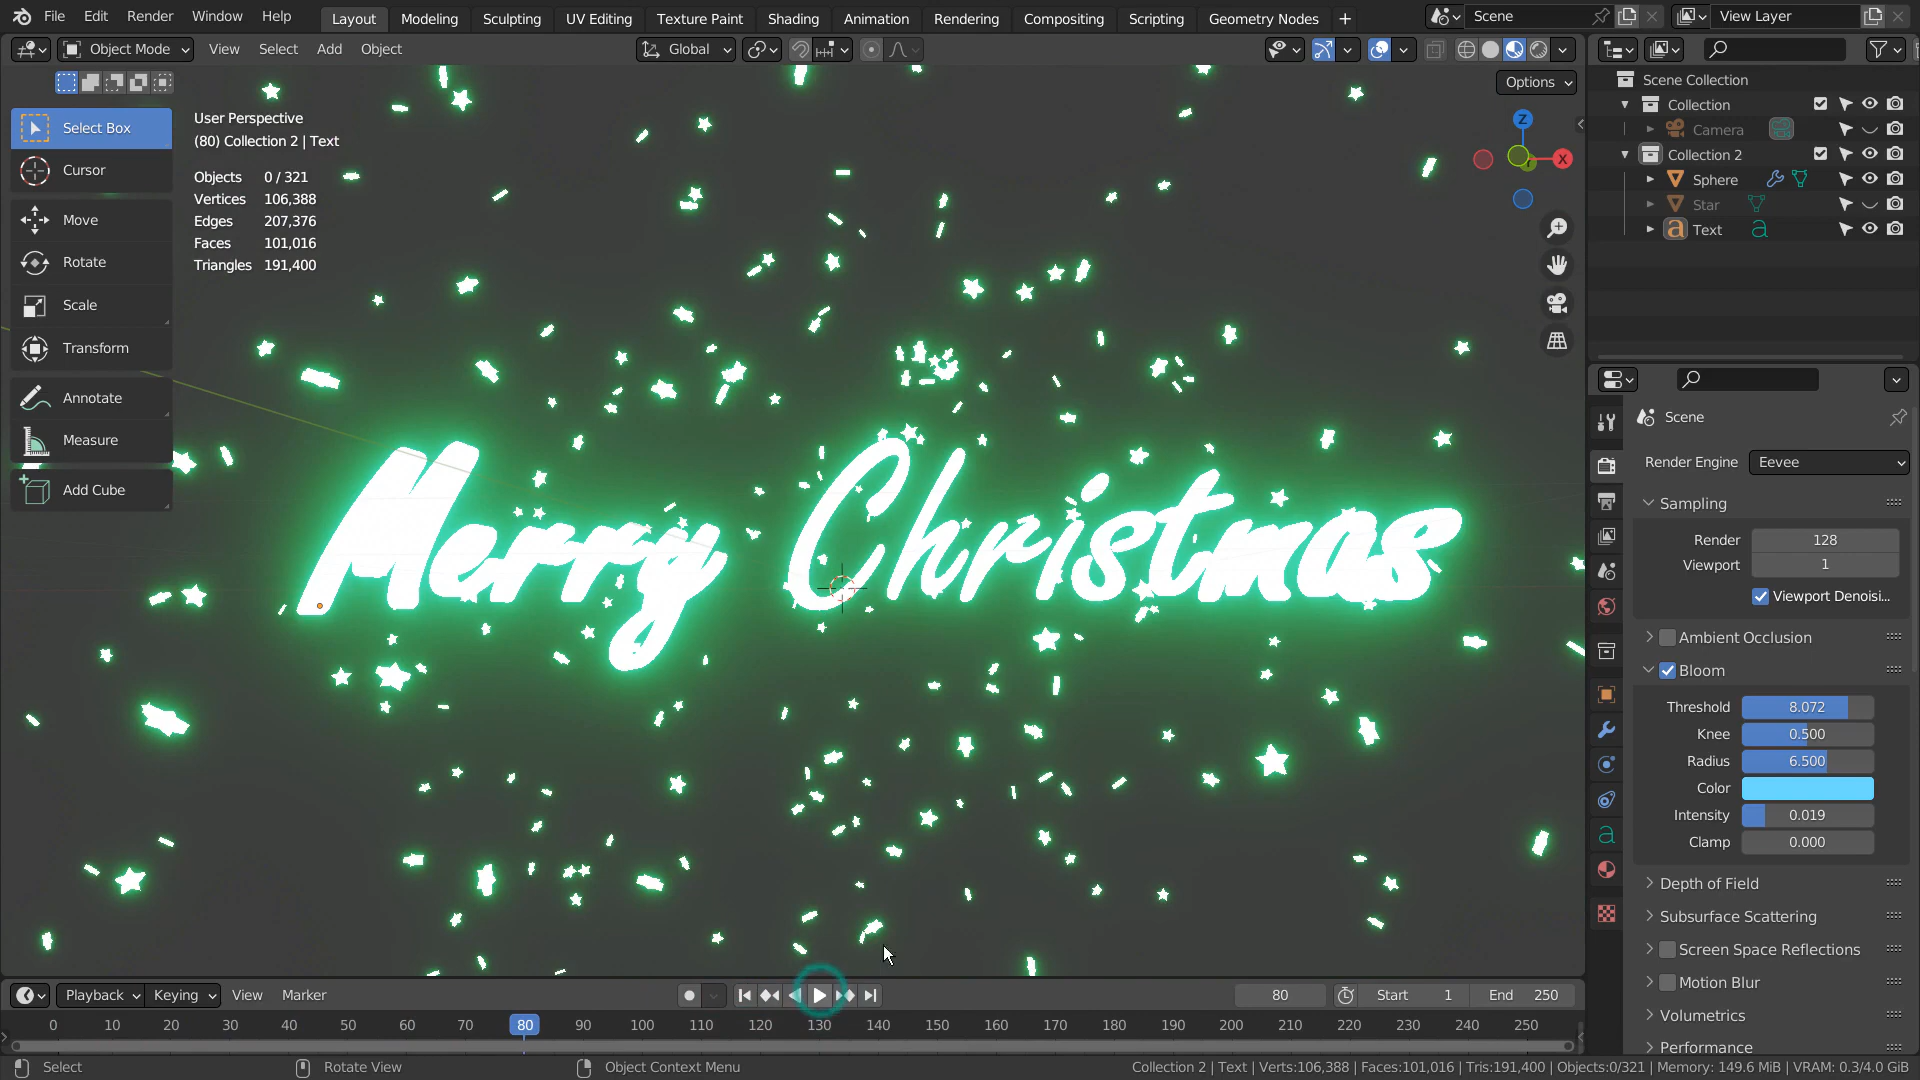 File Edit Render Window Help Layout Modeling Sculpting UV Editing Texture Paint Shading Animation Rendering Compositing Scripting Geometry Nodes + Scene View Layer
Object Mode View Select Add Object Global
Options
Select Box
Cursor
Move
Rotate
Scale
Transform
Annotate
Measure
Add Cube
User Perspective
(80) Collection 2 | Text
Objects 0 / 321
Vertices 106,388
Edges 207,376
Faces 101,016
Triangles 191,400
Z
X
Merry Christmas
Scene Collection
Collection
Camera
Collection 2
Sphere
Star
Text
Scene
Render Engine Eevee
Sampling
Render 128
Viewport 1
Viewport Denoisi...
Ambient Occlusion
Bloom
Threshold 8.072
Knee 0.500
Radius 6.500
Color
Intensity 0.019
Clamp 0.000
Depth of Field
Subsurface Scattering
Screen Space Reflections
Motion Blur
Volumetrics
Performance
Playback Keying View Marker 80 Start 1 End 250
0 10 20 30 40 50 60 70 80 90 100 110 120 130 140 150 160 170 180 190 200 210 220 230 240 250
Select Rotate View Object Context Menu Collection 2 | Text | Verts:106,388 | Faces:101,016 | Tris:191,400 | Objects:0/321 | Memory: 149.6 MiB | VRAM: 0.3/4.0 GiB